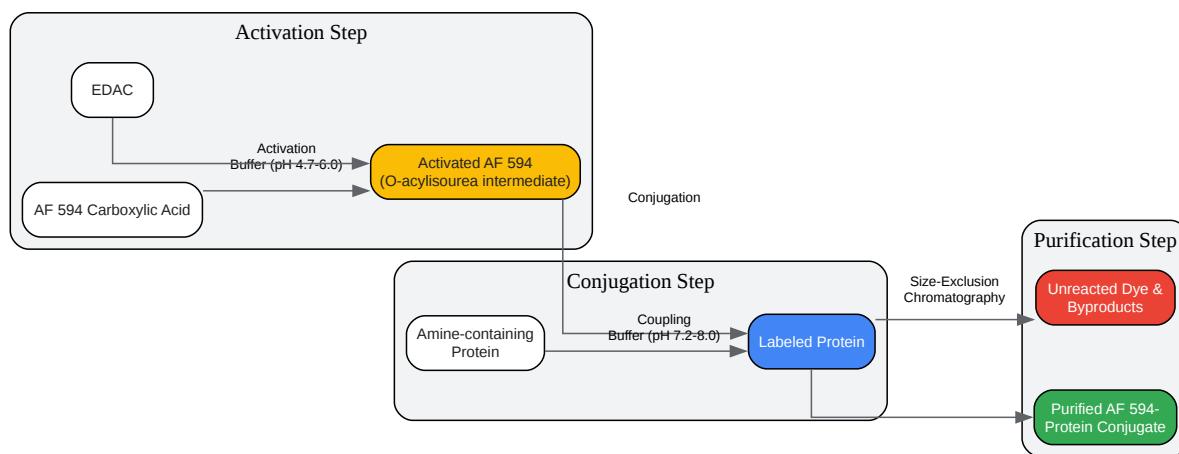 Activation Step
EDAC
Activation
Buffer (pH 4.7-6.0)
Activated AF 594
(O-acylisourea intermediate)
AF 594 Carboxylic Acid
Conjugation
Conjugation Step
Amine-containing
Protein
Coupling
Buffer (pH 7.2-8.0)
Labeled Protein
Size-Exclusion
Chromatography
Purification Step
Unreacted Dye &
Byproducts
Purified AF 594-
Protein Conjugate